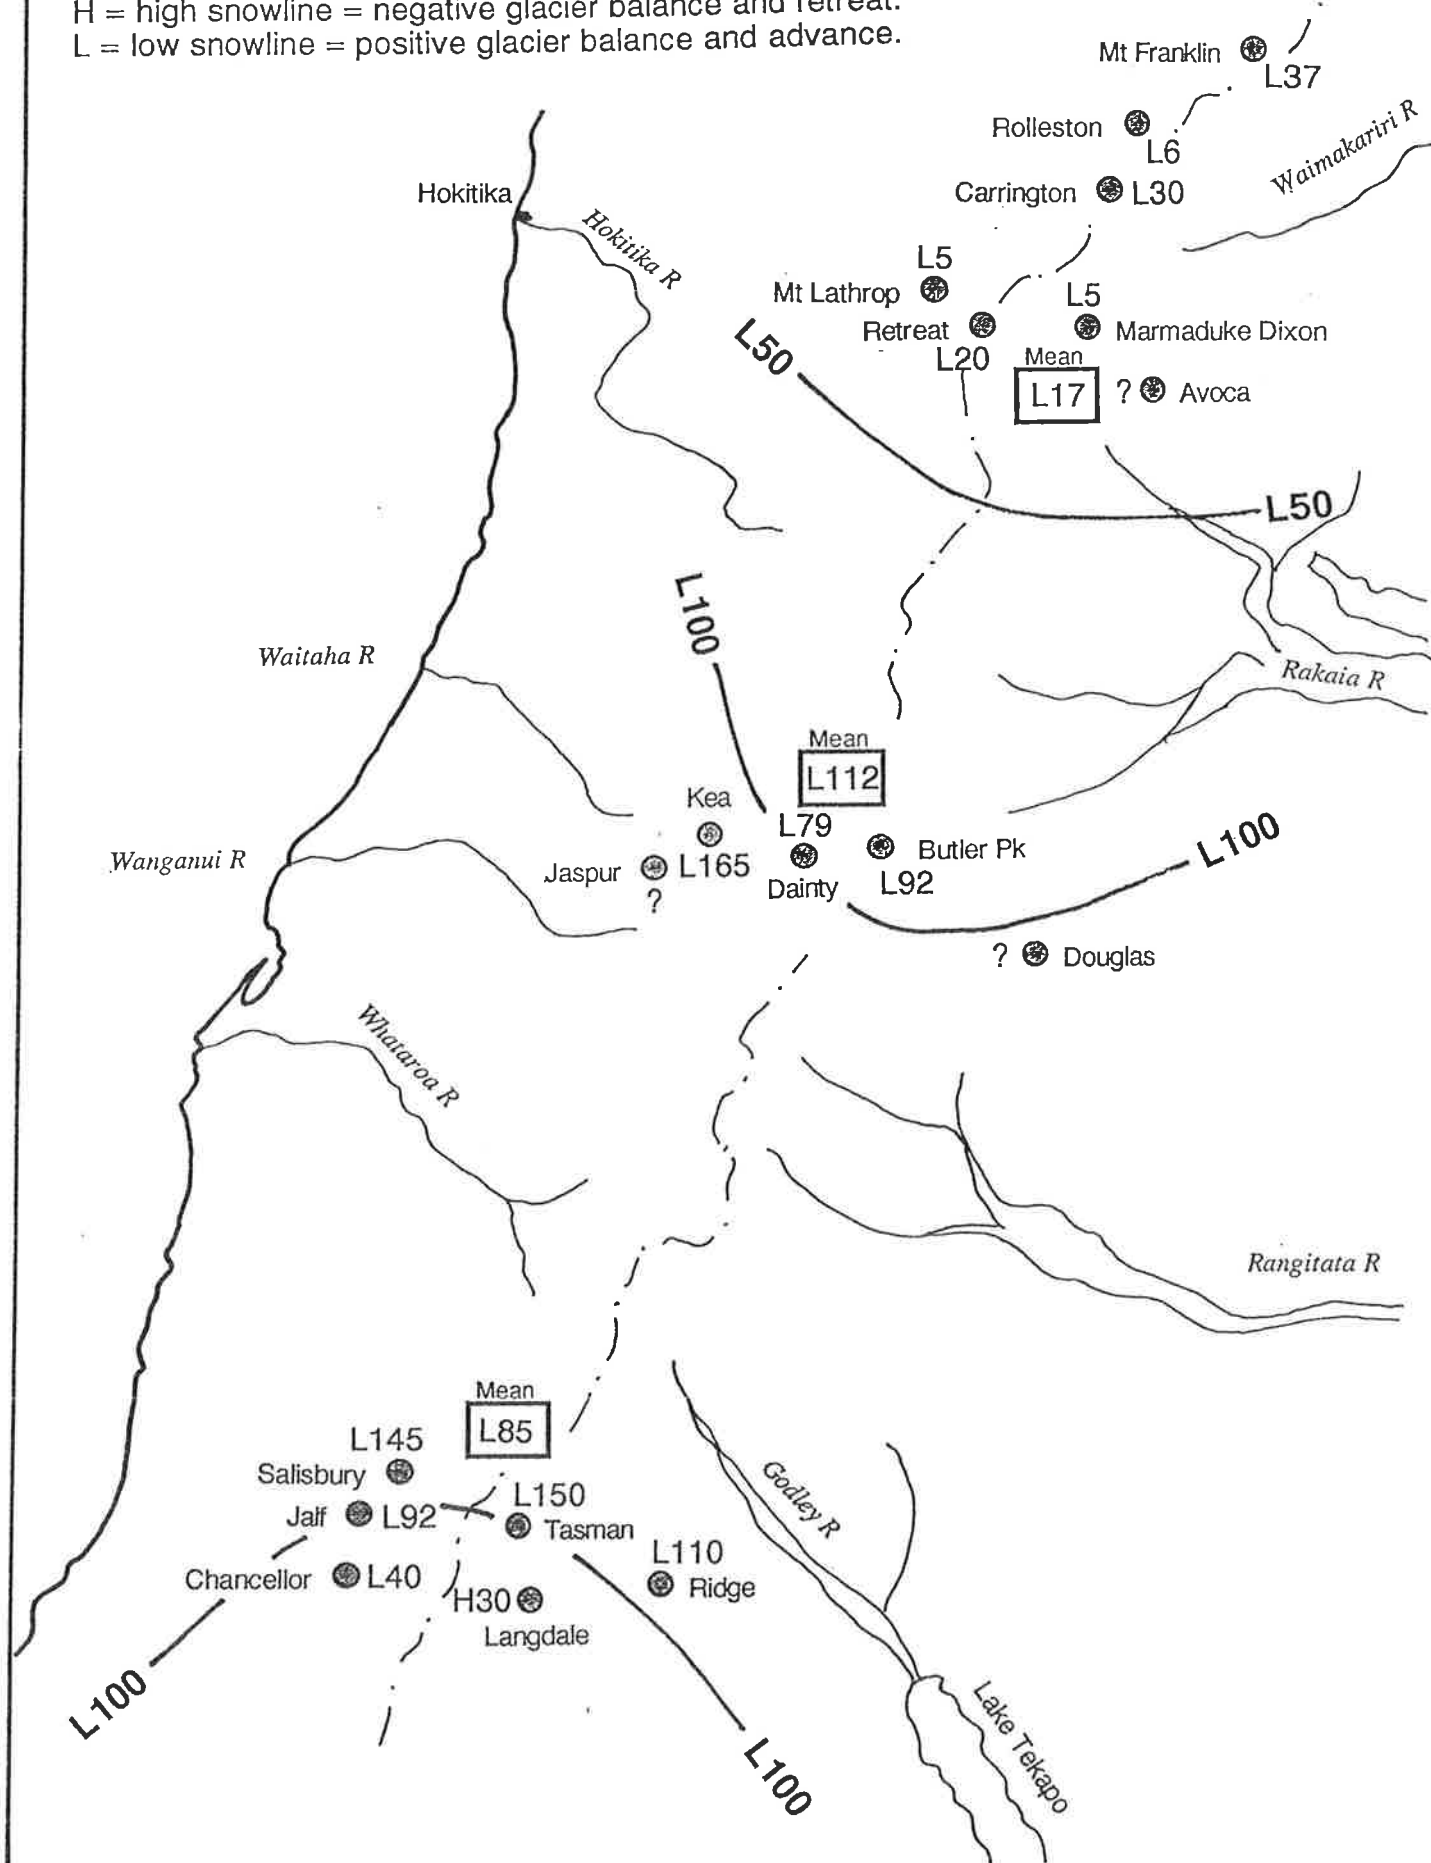 H = high snowline = negative glacier balance and retreat.
L = low snowline = positive glacier balance and advance.
Mt Franklin
L37
Rolleston
L6
Waimakariri R
Carrington L30
Hokitika
Hokitika R
L5
Mt Lathrop
L5
Retreat
Marmaduke Dixon
L50
L20
Mean
L17
? Avoca
L50
L100
Waitaha R
Rakaia R
Mean
L112
Kea
L79
L100
Butler Pk
Wanganui R
Jaspur
L165
Dainty
L92
?
? Douglas
Whataroa R
Rangitata R
Mean
L85
L145
Salisbury
Godley R
L150
Jalf L92
Tasman
L110
Chancellor L40
Ridge
H30
Langdale
L100
Lake Tekapo
L100